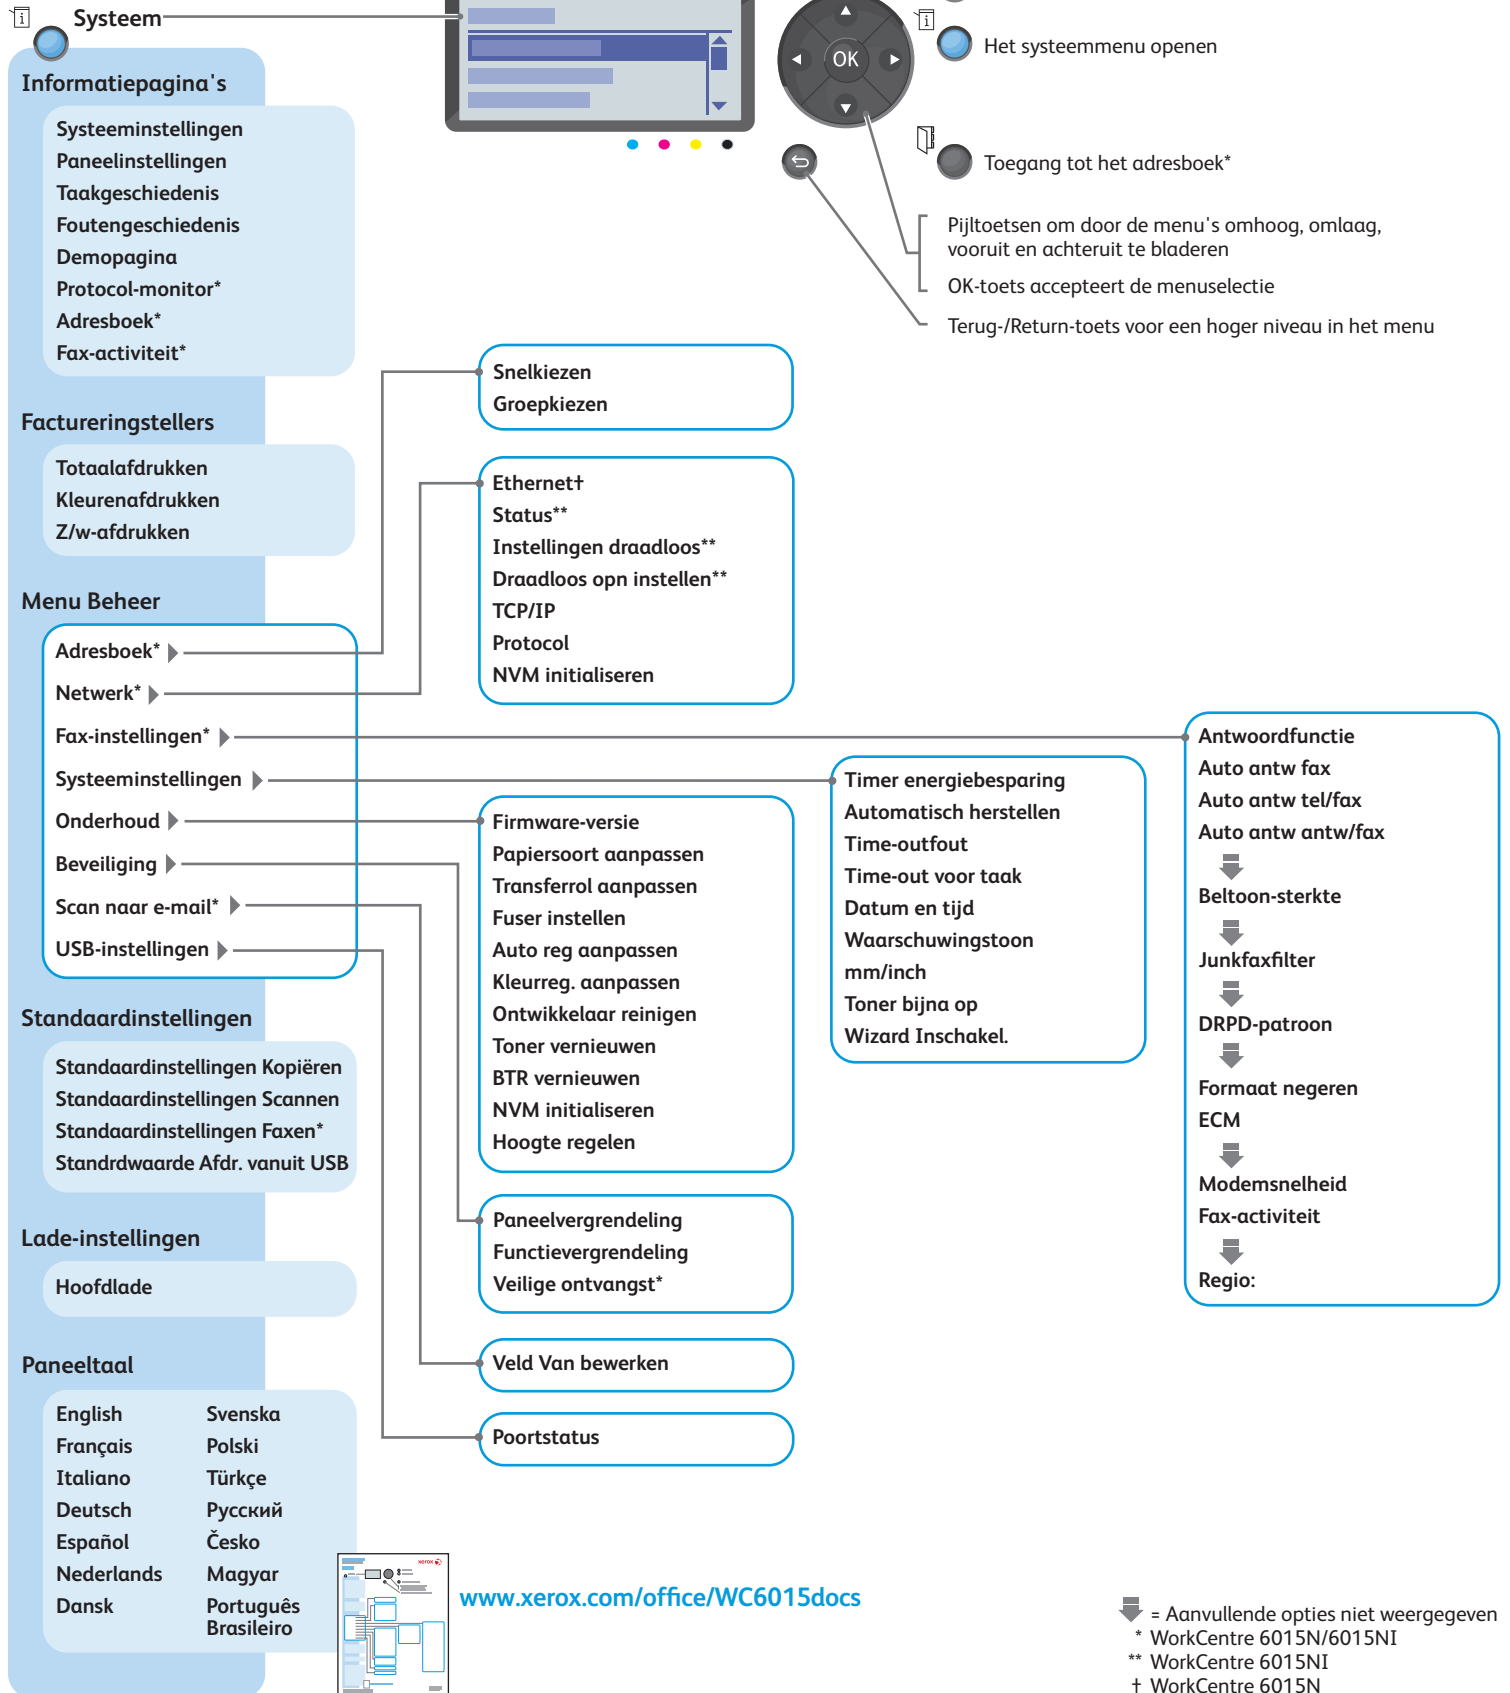 Systeem
OK
Het systeemmenu openen
Toegang tot het adresboek*
Pijltoetsen om door de menu's omhoog, omlaag,
vooruit en achteruit te bladeren
OK-toets accepteert de menuselectie
Terug-/Return-toets voor een hoger niveau in het menu
Informatiepagina's
Systeeminstellingen
Paneelinstellingen
Taakgeschiedenis
Foutengeschiedenis
Demopagina
Protocol-monitor*
Adresboek*
Fax-activiteit*
Factureringstellers
Totaalafdrukken
Kleurenafdrukken
Z/w-afdrukken
Menu Beheer
Adresboek*
Netwerk*
Fax-instellingen*
Systeeminstellingen
Onderhoud
Beveiliging
Scan naar e-mail*
USB-instellingen
Standaardinstellingen
Standaardinstellingen Kopiëren
Standaardinstellingen Scannen
Standaardinstellingen Faxen*
Standrdwaarde Afdr. vanuit USB
Lade-instellingen
Hoofdlade
Paneeltaal
English
Français
Italiano
Deutsch
Español
Nederlands
Dansk
Svenska
Polski
Türkçe
Русский
Česko
Magyar
Português
Brasileiro
Snelkiezen
Groepkiezen
Ethernet†
Status**
Instellingen draadloos**
Draadloos opn instellen**
TCP/IP
Protocol
NVM initialiseren
Firmware-versie
Papiersoort aanpassen
Transferrol aanpassen
Fuser instellen
Auto reg aanpassen
Kleurreg. aanpassen
Ontwikkelaar reinigen
Toner vernieuwen
BTR vernieuwen
NVM initialiseren
Hoogte regelen
Paneelvergrendeling
Functievergrendeling
Veilige ontvangst*
Veld Van bewerken
Poortstatus
Timer energiebesparing
Automatisch herstellen
Time-outfout
Time-out voor taak
Datum en tijd
Waarschuwingstoon
mm/inch
Toner bijna op
Wizard Inschakel.
Antwoordfunctie
Auto antw fax
Auto antw tel/fax
Auto antw antw/fax
Beltoon-sterkte
Junkfaxfilter
DRPD-patroon
Formaat negeren
ECM
Modemsnelheid
Fax-activiteit
Regio:
xerox
www.xerox.com/office/WC6015docs
= Aanvullende opties niet weergegeven
* WorkCentre 6015N/6015NI
** WorkCentre 6015NI
† WorkCentre 6015N